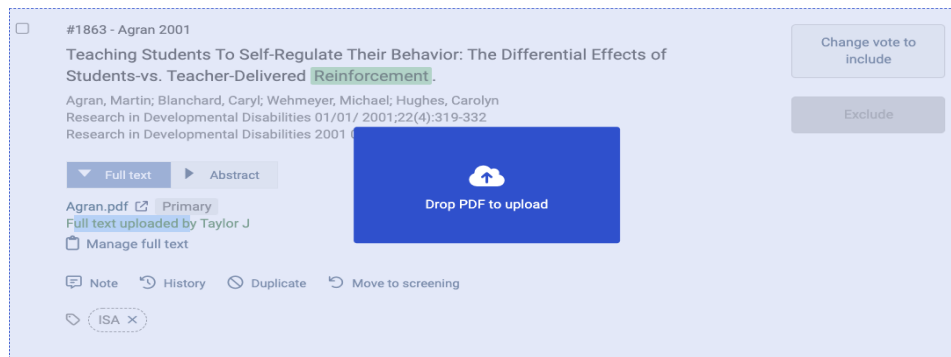 #1863 - Agran 2001
Teaching Students To Self-Regulate Their Behavior: The Differential Effects of
Students-vs. Teacher-Delivered Reinforcement.
Agran, Martin; Blanchard, Caryl; Wehmeyer, Michael; Hughes, Carolyn
Research in Developmental Disabilities 01/01/ 2001;22(4):319-332
Research in Developmental Disabilities 2001
Full text
Abstract
Agran.pdf Primary
Full text uploaded by Taylor J
Manage full text
Note History Duplicate Move to screening
ISA ×
Drop PDF to upload
Change vote to
include
Exclude